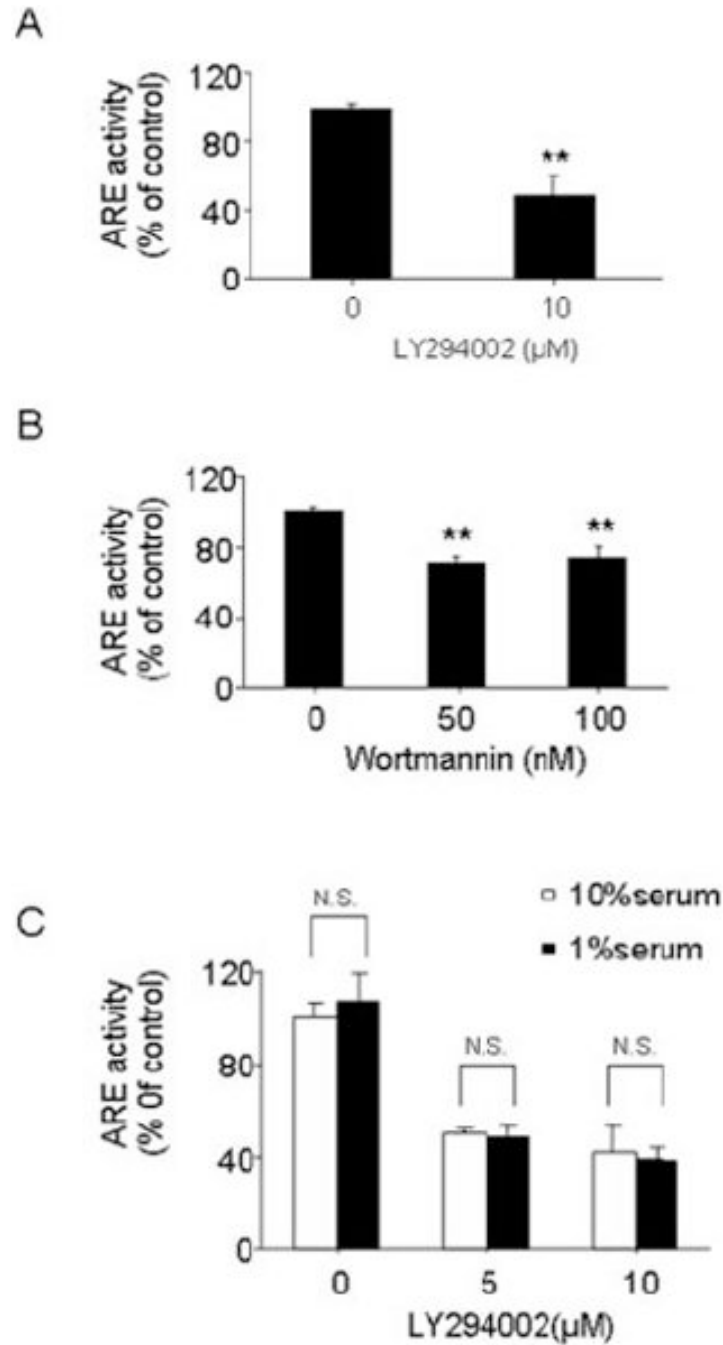 A
ARE activity
(% of control)
120
80
40
0
**
0 10
LY294002 (µM)
B
ARE activity
(% of control)
120
80
40
0
** **
0 50 100
Wortmannin (nM)
C
10%serum
1%serum
ARE activity
(% 0f control)
120
80
40
0
N.S. N.S. N.S.
0 5 10
LY294002(µM)